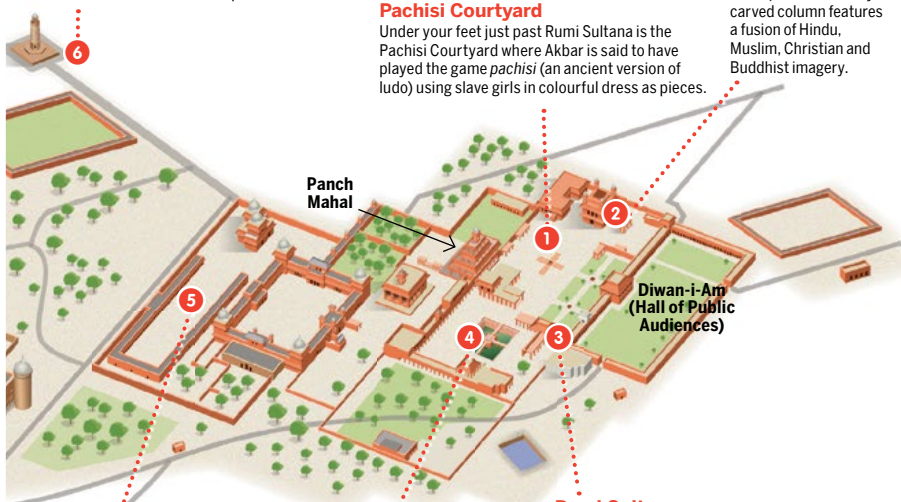 Pachisi Courtyard
Under your feet just past Rumi Sultana is the
Pachisi Courtyard where Akbar is said to have
played the game pachisi (an ancient version of
ludo) using slave girls in colourful dress as pieces.
carved column features
a fusion of Hindu,
Muslim, Christian and
Buddhist imagery.
6
Panch
Mahal
1
2
Diwan-i-Am
(Hall of Public
Audiences)
5
4
3